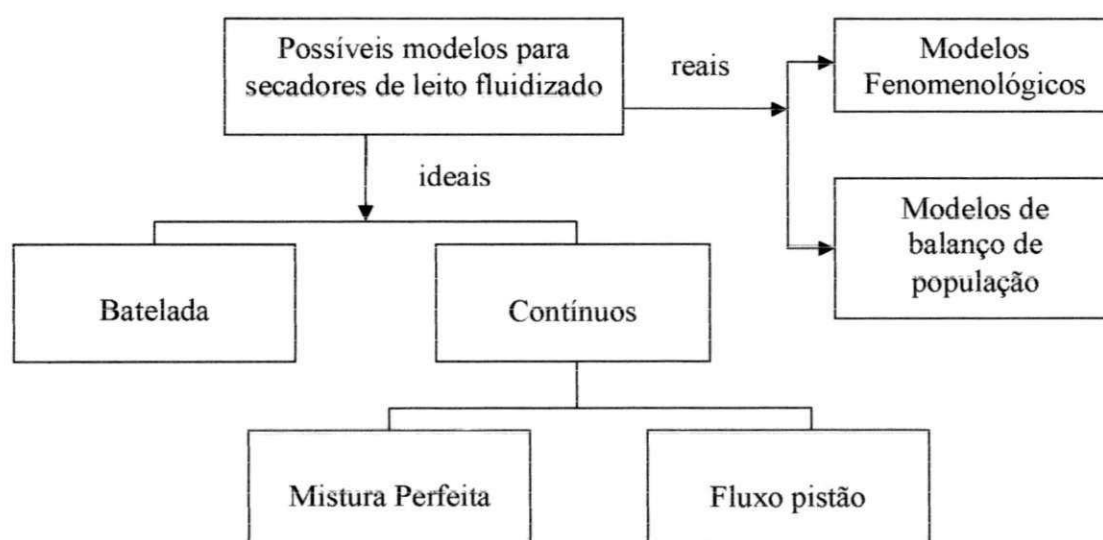 Possíveis modelos para
secadores de leito fluidizado
reais
Modelos
Fenomenológicos
ideais
Modelos de
balanço de
população
Batelada
Contínuos
Mistura Perfeita
Fluxo pistão